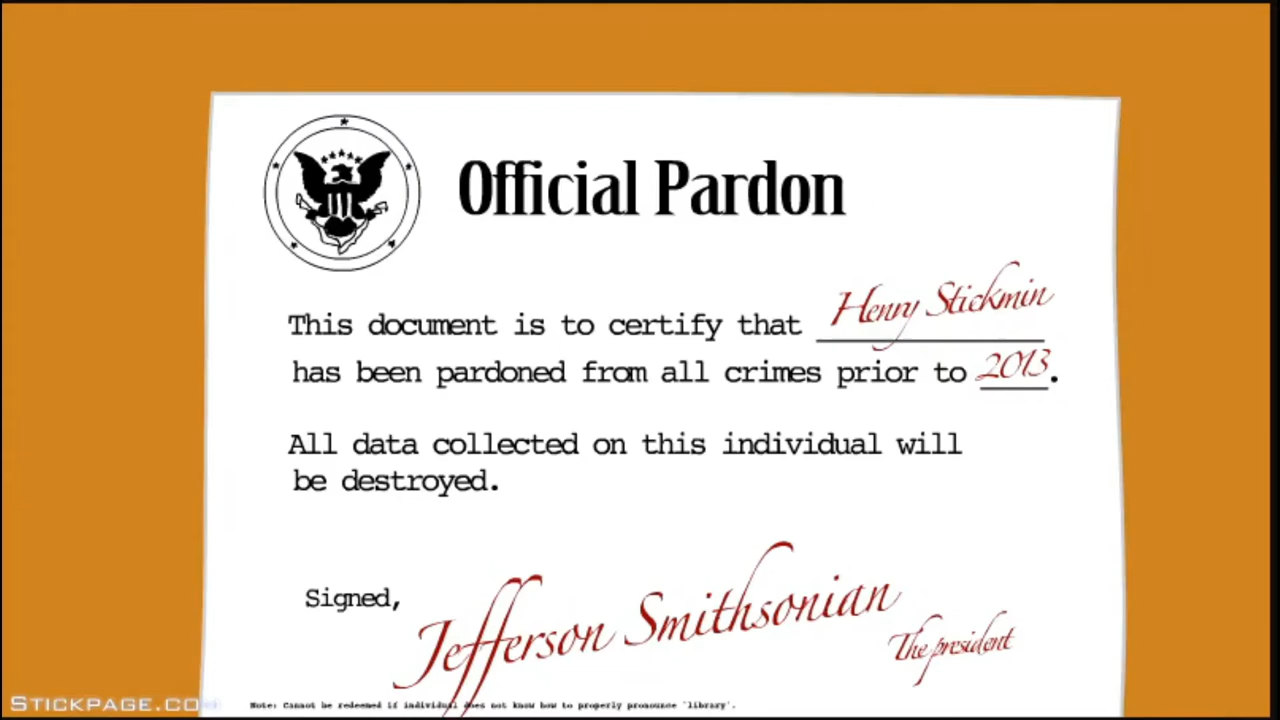 Official Pardon
This document is to certify that Henry Stickmin
has been pardoned from all crimes prior to 2013.
All data collected on this individual will
be destroyed.
Signed,
Jefferson Smithsonian
The president
Note: Cannot be redeemed if individual does not know how to properly pronounce 'library'.
STICKPAGE.CO